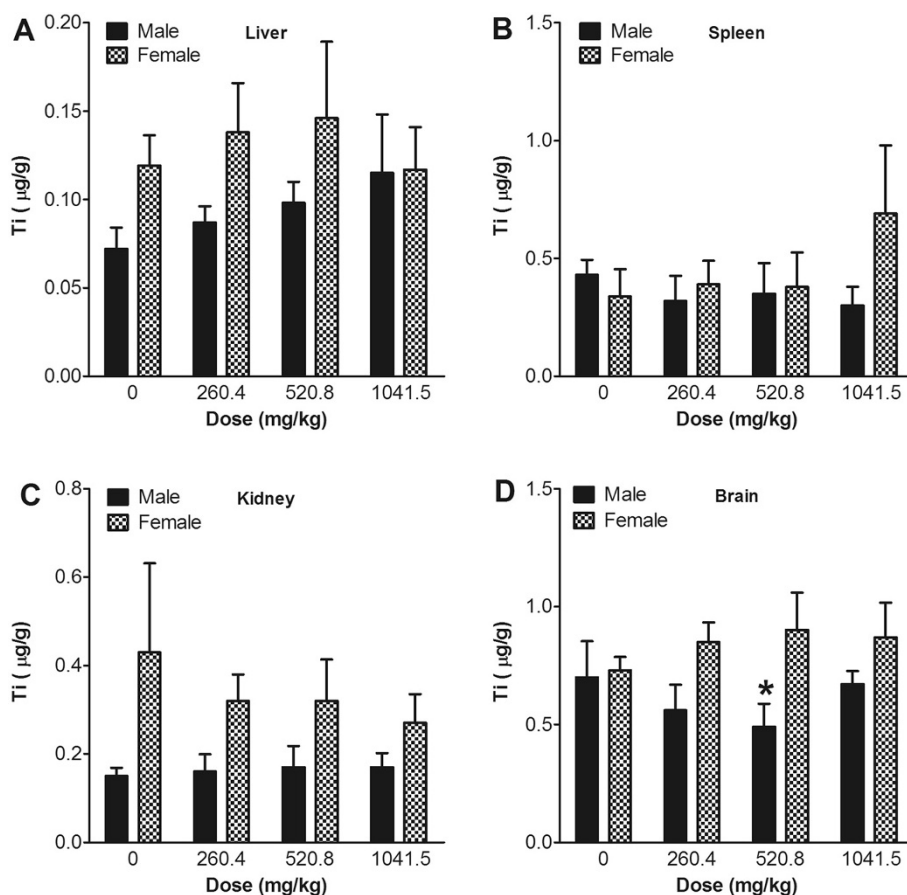 A
Liver
Male
Female
Ti ( µg/g)
0.20
0.15
0.10
0.05
0.00
0 260.4 520.8 1041.5
Dose (mg/kg)
B
Spleen
Male
Female
Ti ( µg/g)
1.5
1.0
0.5
0.0
0 260.4 520.8 1041.5
Dose (mg/kg)
C
Kidney
Male
Female
Ti ( µg/g)
0.8
0.6
0.4
0.2
0.0
0 260.4 520.8 1041.5
Dose (mg/kg)
D
Brain
Male
Female
Ti ( µg/g)
1.5
1.0
0.5
0.0
*
0 260.4 520.8 1041.5
Dose (mg/kg)